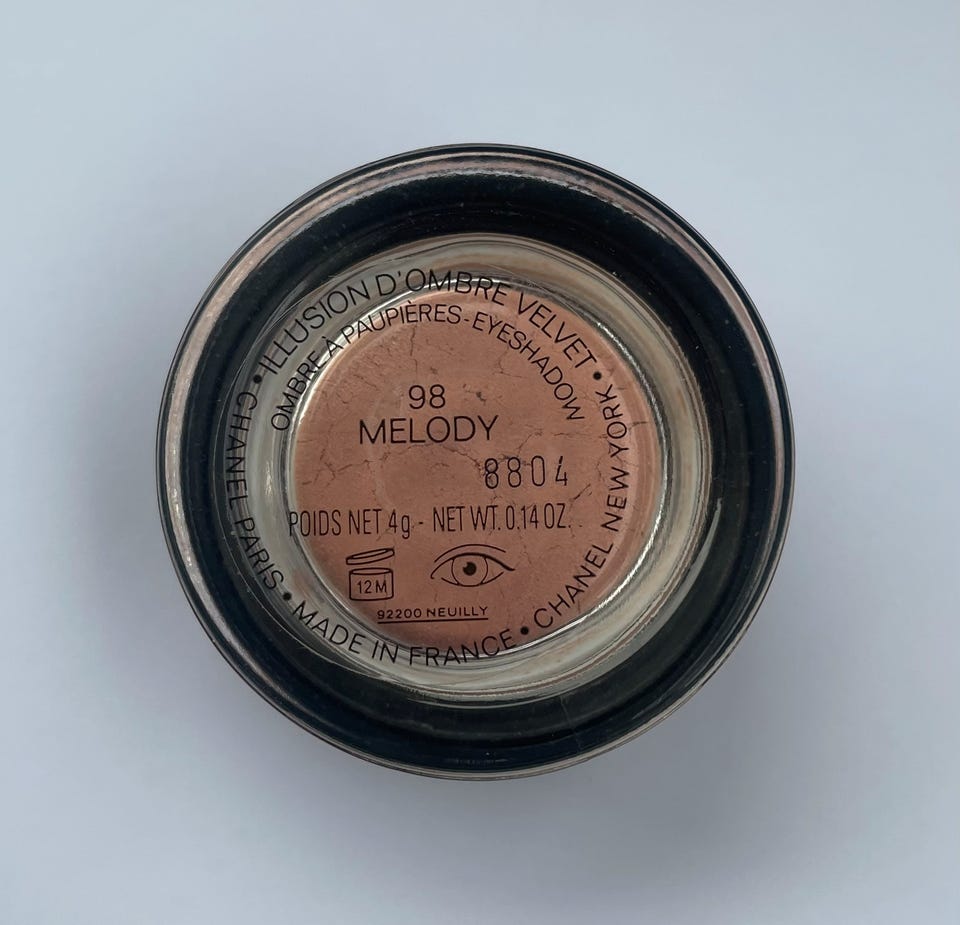 • ILLUSION D'OMBRE VELVET •
OMBRE À PAUPIÈRES - EYESHADOW
98
MELODY
8804
POIDS NET 4g - NET WT. 0.14 OZ.
12 M
92200 NEUILLY
CHANEL PARIS • MADE IN FRANCE • CHANEL NEW YORK